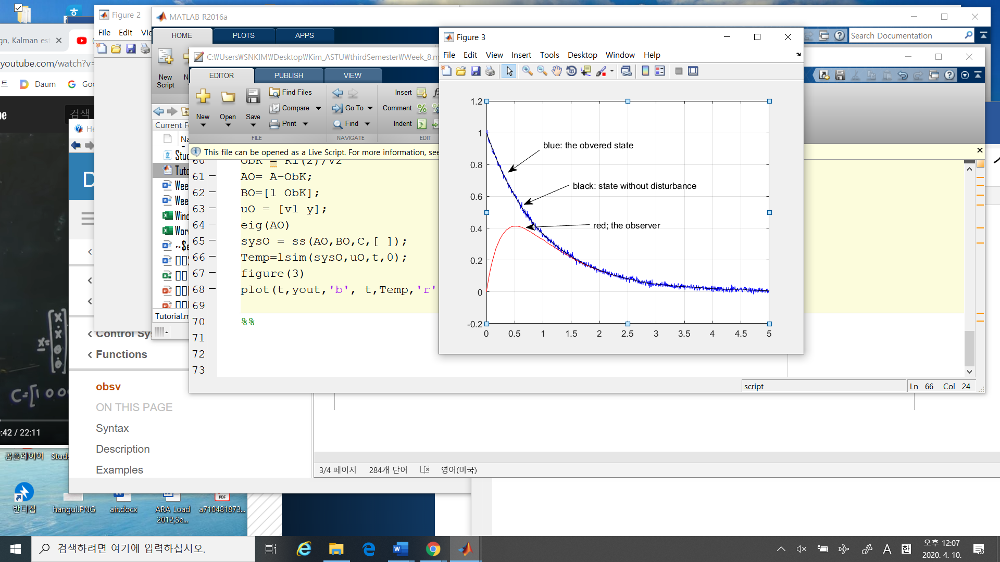 Figure 2
MATLAB R2016a
File Edit
HOME PLOTS APPS
Search Documentation
gn, Kalman es
youtube.com/watch?v=
Daum
New
Script
C:₩Users₩SNKIM₩Desktop₩Kim_ASTU₩thirdSemester₩Week_8.m
EDITOR PUBLISH VIEW
New
Open
Save
Find Files
Compare
Print
Go To
Find
Insert
Comment
Indent
FILE NAVIGATE EDIT
Current F
검색
This file can be opened as a Live Script. For more information, see
60 ObK = Ri(2)/v2
61 AO= A-ObK;
62 BO=[1 ObK];
63 uO = [v1 y];
64 eig(AO)
65 sysO = ss(AO,BO,C,[ ]);
66 Temp=lsim(sysO,uO,t,0);
67 figure(3)
68 plot(t,yout,'b', t,Temp,'r'
69
70 %%
71
72
73
Tutorial.m
script
Ln 66 Col 24
Figure 3
File Edit View Insert Tools Desktop Window Help
1.2
1
0.8
0.6
0.4
0.2
0
-0.2
0 0.5 1 1.5 2 2.5 3 3.5 4 4.5 5
blue: the obvered state
black: state without disturbance
red; the observer
Control Sy
Functions
obsv
ON THIS PAGE
Syntax
Description
Examples
:42 / 22:11
C=[1 0 0
곰플레이어
3/4 페이지 284개 단어 영어(미국)
반디집
hangul.PNG
air.docx
ARA Load
2012,Se...
a710481873...
PDF
검색하려면 여기에 입력하십시오.
A 한
오후 12:07
2020. 4. 10.